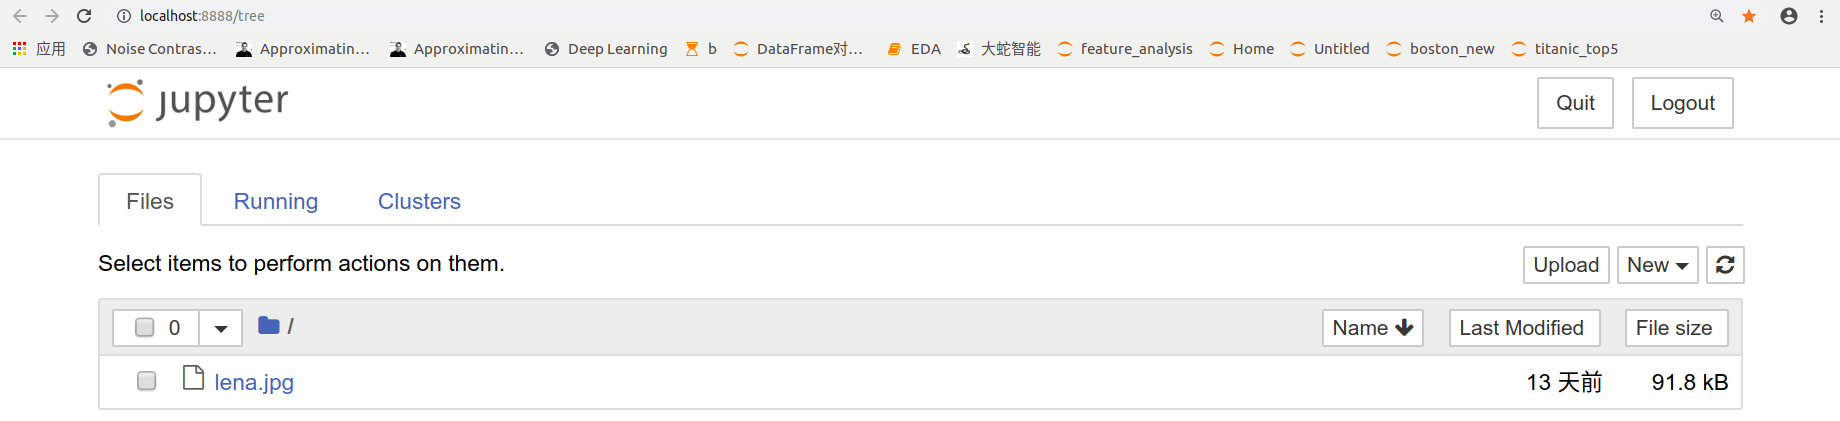 localhost:8888/tree
应用 Noise Contras... Approximatin... Approximatin... Deep Learning b DataFrame对... EDA 大蛇智能 feature_analysis Home Untitled boston_new titanic_top5
jupyter Quit Logout
Files Running Clusters
Select items to perform actions on them. Upload New
0 / Name Last Modified File size
lena.jpg 13 天前 91.8 kB